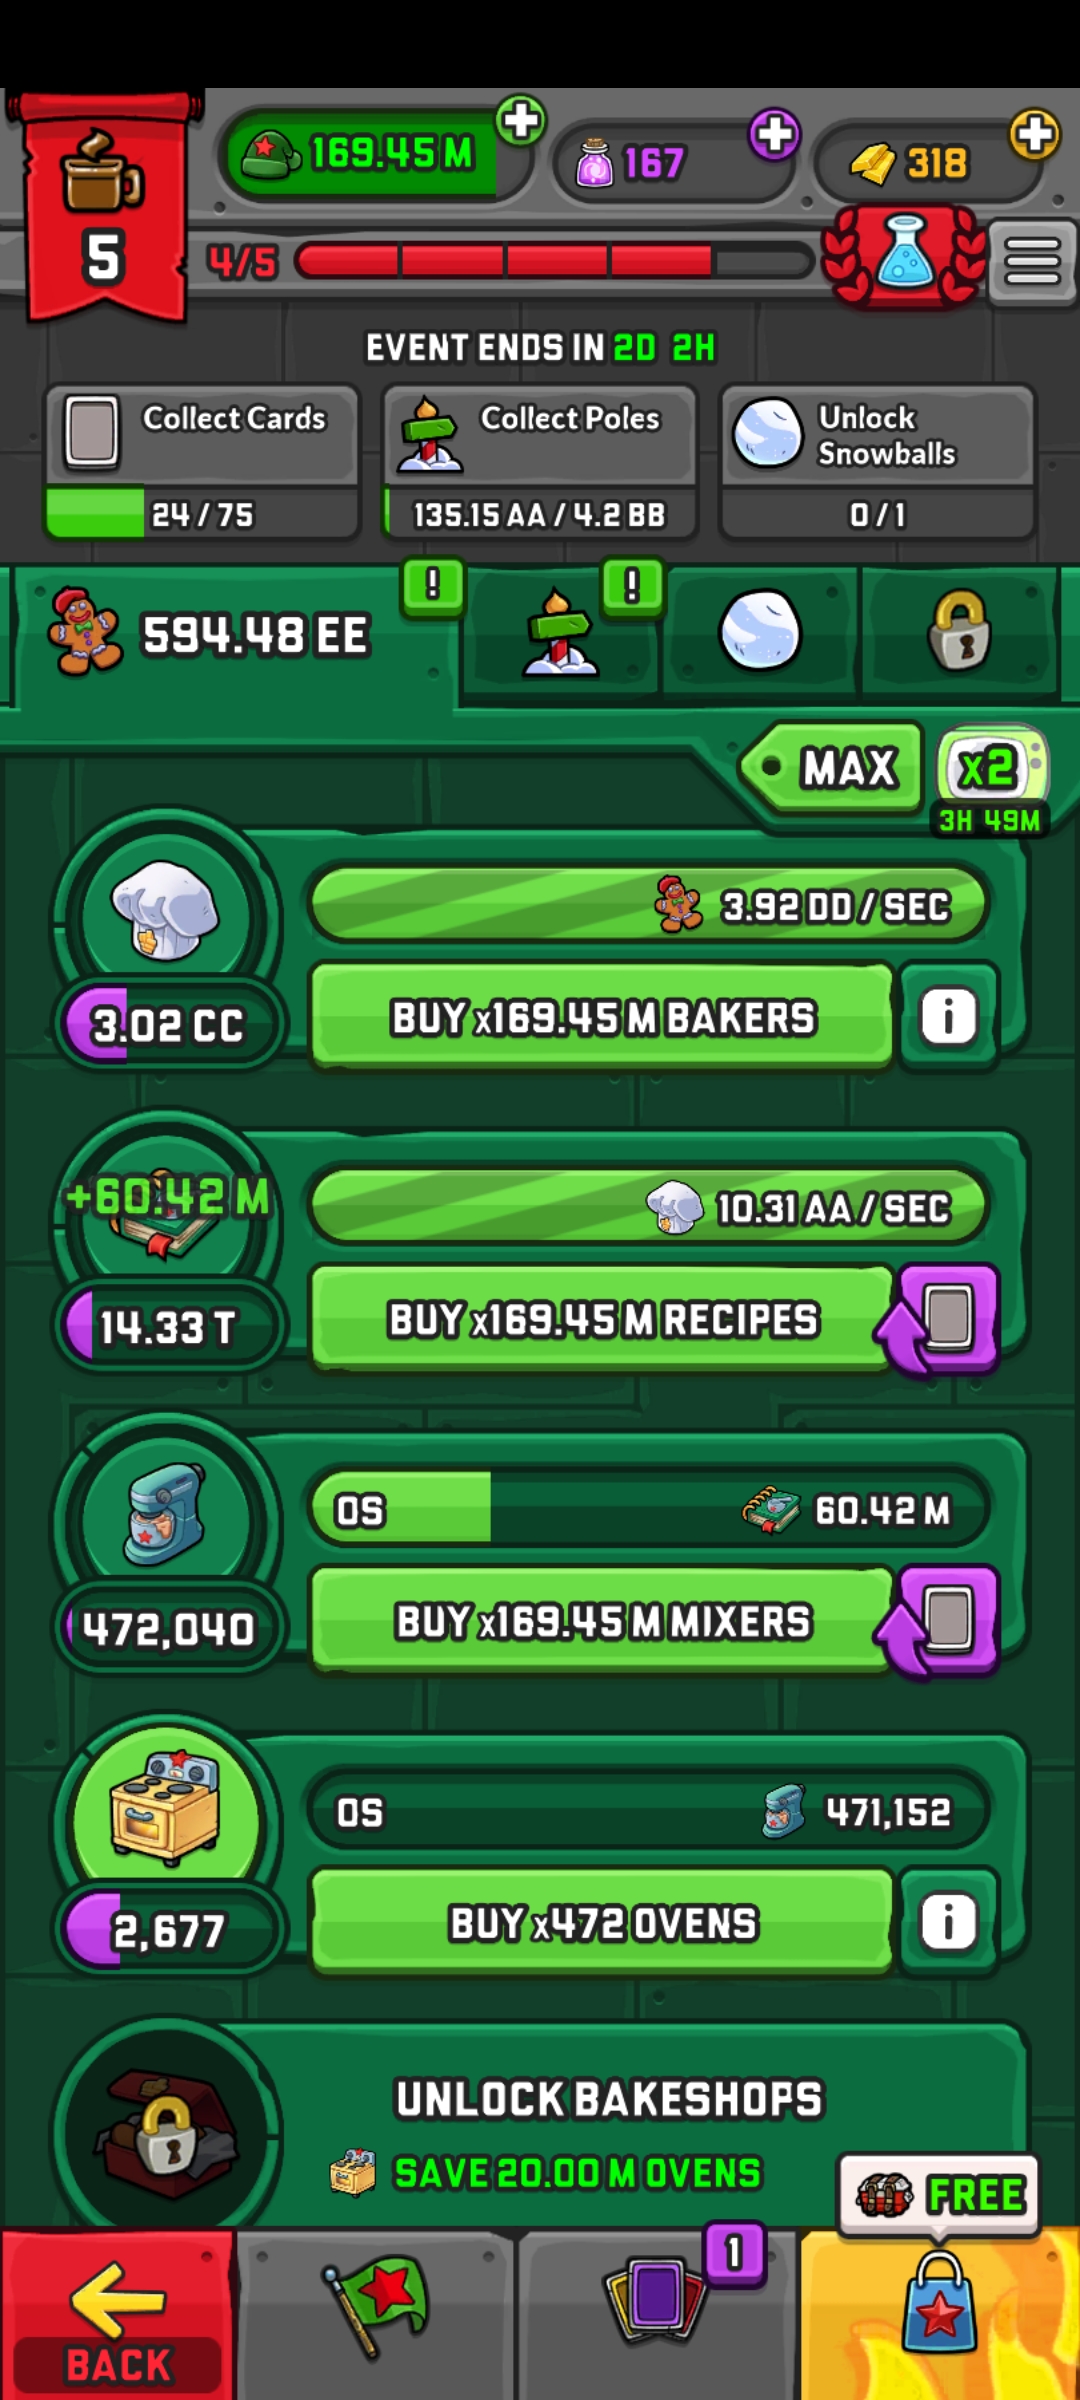 169.45 M
167
318
5
4/5
EVENT ENDS IN 2D 2H
Collect Cards
24 / 75
Collect Poles
135.15 AA / 4.2 BB
Unlock
Snowballs
0 / 1
594.48 EE
!
!
MAX
x2
3H 49M
3.92 DD / SEC
3.02 CC
BUY x169.45 M BAKERS
i
+60.42 M
10.31 AA / SEC
14.33 T
BUY x169.45 M RECIPES
0S
60.42 M
472,040
BUY x169.45 M MIXERS
0S
471,152
2,677
BUY x472 OVENS
i
UNLOCK BAKESHOPS
SAVE 20.00 M OVENS
FREE
1
BACK